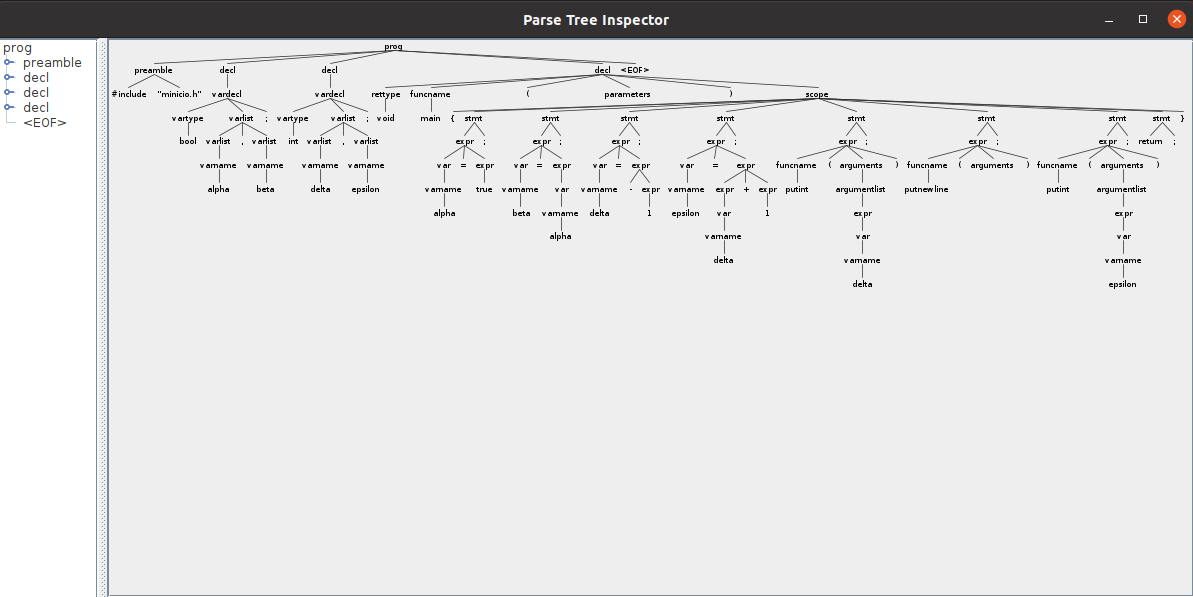 Parse Tree Inspector
prog
preamble
decl
decl
decl
<EOF>
prog
preamble decl decl decl <EOF>
#include "minicio.h" vardecl vardecl rettype funcname ( parameters ) scope
vartype varlist ; vartype varlist ; void main { stmt stmt stmt stmt stmt stmt stmt stmt }
bool varlist , varlist int varlist , varlist expr ; expr ; expr ; expr ; expr ; expr ; expr ; return ;
varname varname varname varname var = expr var = expr var = expr var = expr funcname ( arguments ) funcname ( arguments ) funcname ( arguments )
alpha beta delta epsilon varname true varname var varname - expr varname expr + expr putint argumentlist putnewline putint argumentlist
alpha beta varname delta 1 epsilon var 1 expr expr
alpha varname var var
delta varname varname
delta epsilon